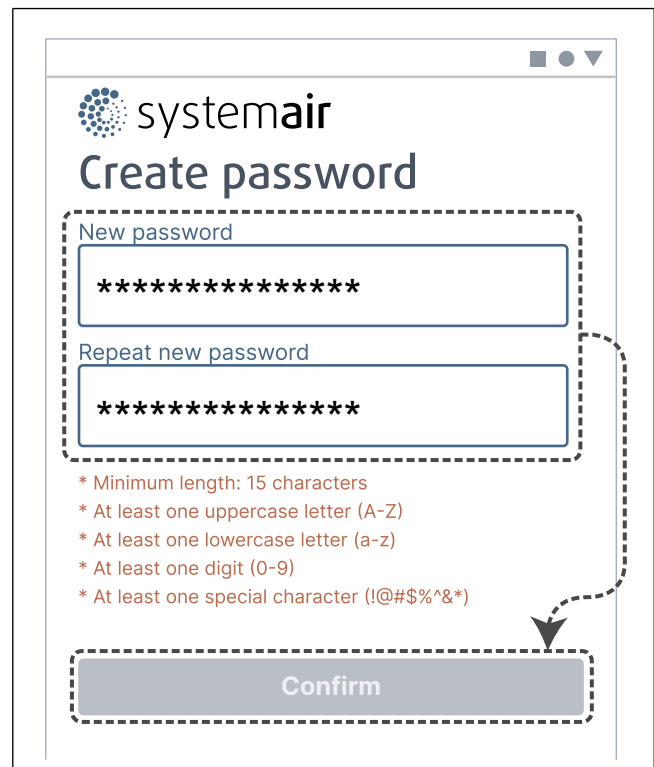 systemair
Create password
New password
***************
Repeat new password
***************
* Minimum length: 15 characters
* At least one uppercase letter (A-Z)
* At least one lowercase letter (a-z)
* At least one digit (0-9)
* At least one special character (!@#$%^&*)
Confirm